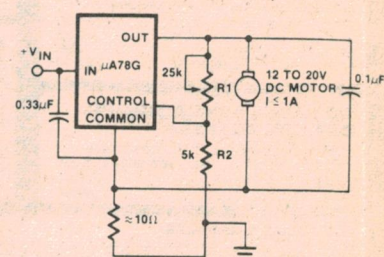 OUT
+VIN
IN μA78G
25k
R1
12 TO 20V
DC MOTOR
I ≤ 1A
0.1μF
0.33μF
CONTROL
COMMON
5k
R2
≈10Ω